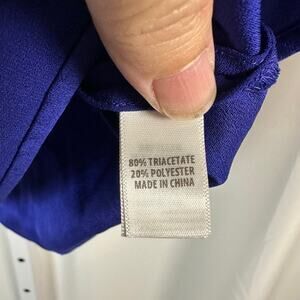 80% TRIACETATE
20% POLYESTER
MADE IN CHINA